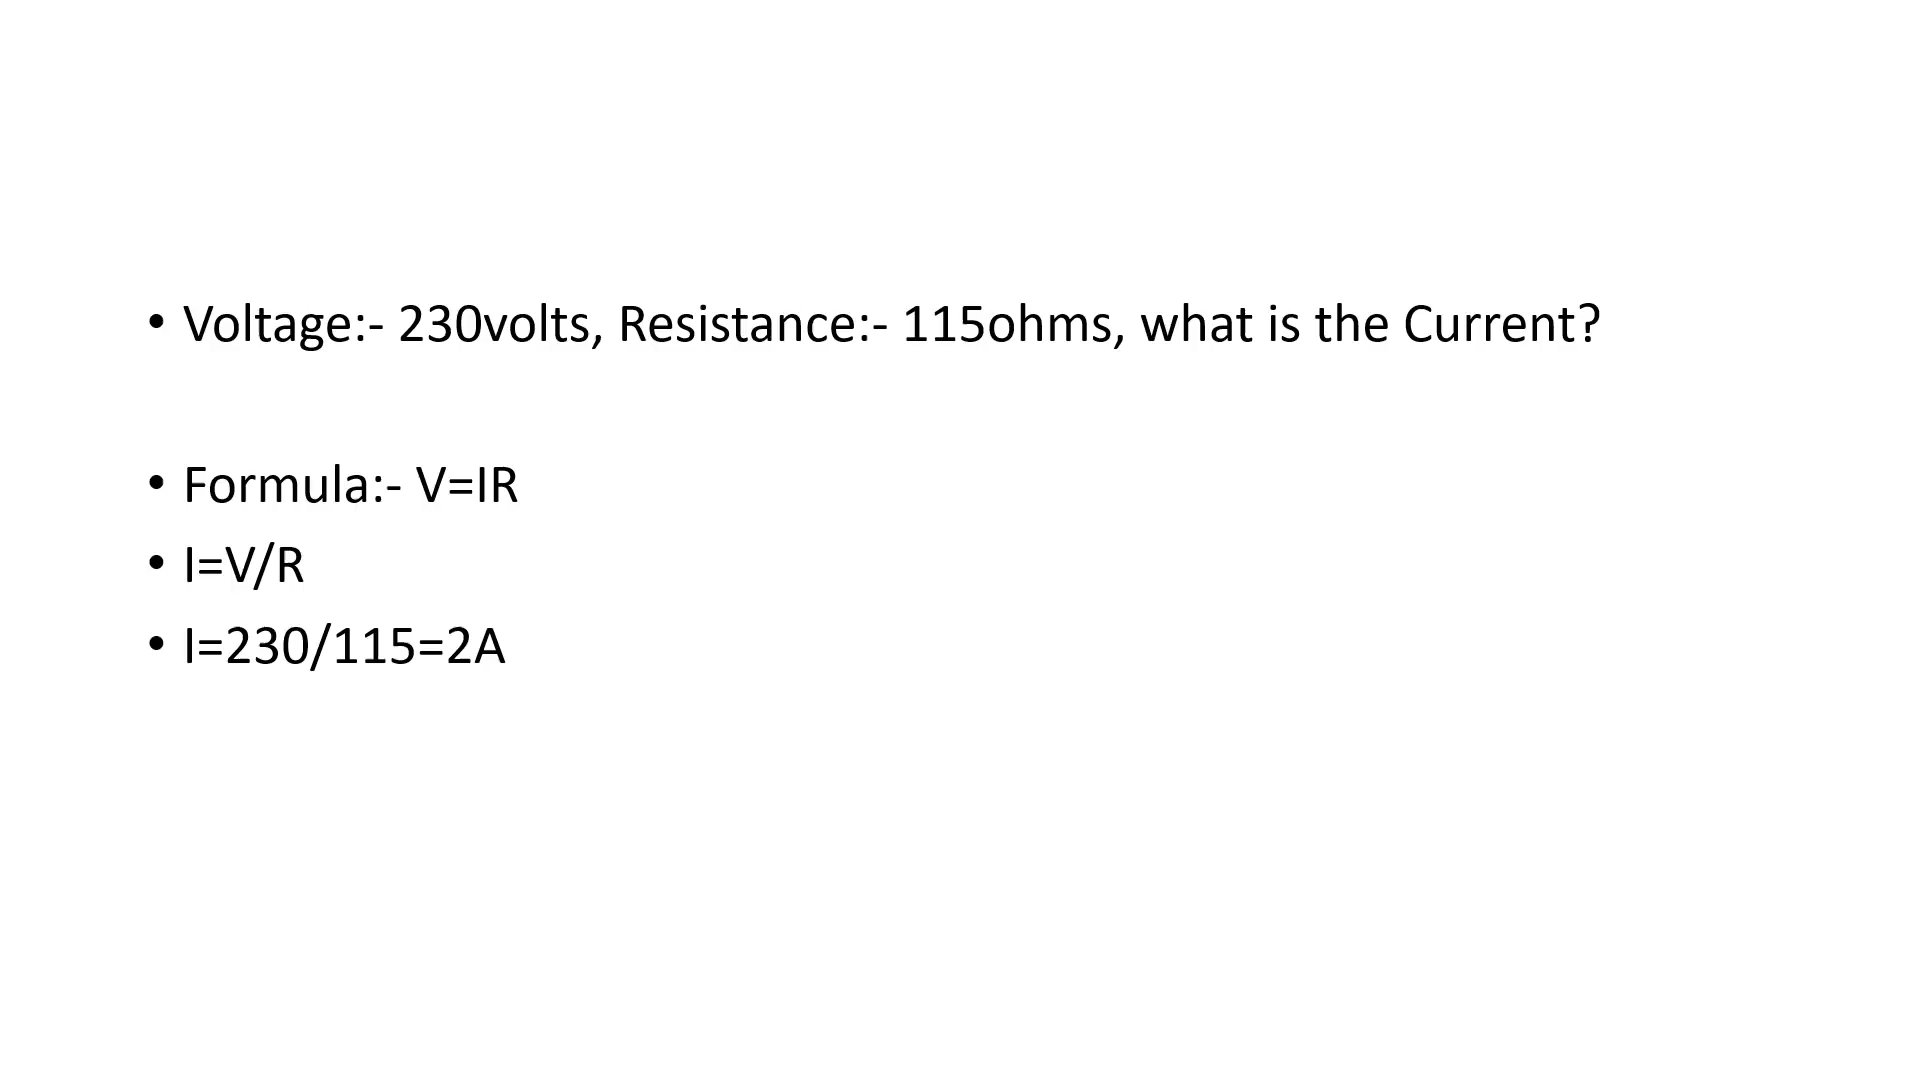 • Voltage:- 230volts, Resistance:- 115ohms, what is the Current?
• Formula:- V=IR
• I=V/R
• I=230/115=2A